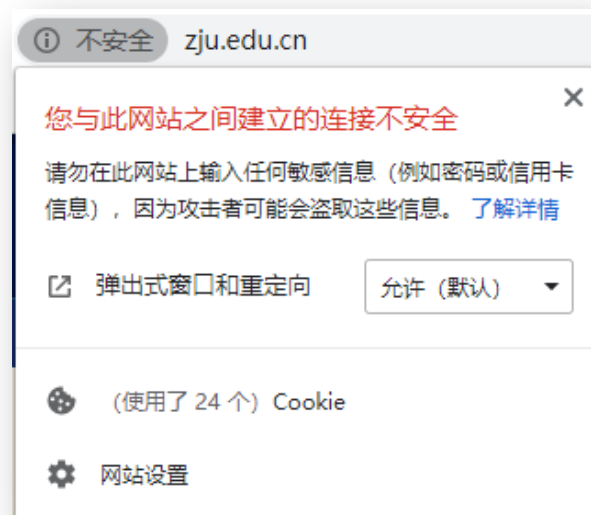 不安全 zju.edu.cn
您与此网站之间建立的连接不安全
请勿在此网站上输入任何敏感信息（例如密码或信用卡
信息），因为攻击者可能会盗取这些信息。 了解详情
弹出式窗口和重定向 允许（默认）
（使用了 24 个）Cookie
网站设置